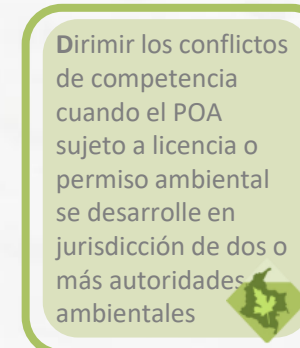 Dirimir los conflictos
de competencia
cuando el POA
sujeto a licencia o
permiso ambiental
se desarrolle en
jurisdicción de dos o
más autoridades
ambientales